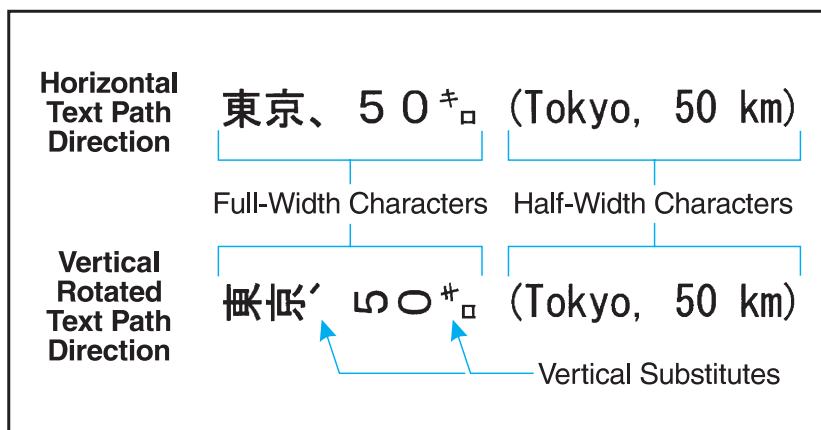 Horizontal
Text Path
Direction
東京、５０㌔ (Tokyo, 50 km)
Full-Width Characters Half-Width Characters
Vertical
Rotated
Text Path
Direction
東京、５０㌔ (Tokyo, 50 km)
Vertical Substitutes